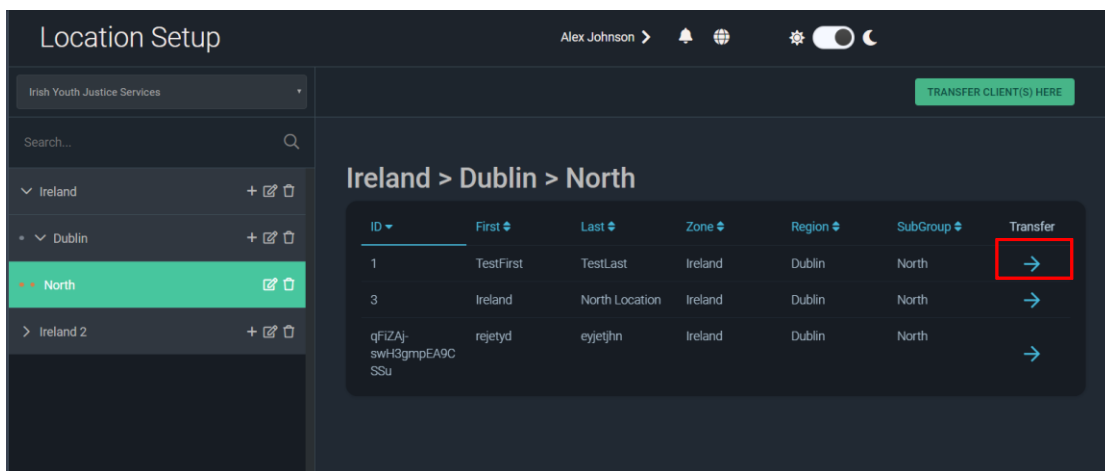 Location Setup
Alex Johnson
Irish Youth Justice Services
TRANSFER CLIENT(S) HERE
Search...
Ireland
Dublin
North
Ireland 2
Ireland > Dublin > North
ID First Last Zone Region SubGroup Transfer
1 TestFirst TestLast Ireland Dublin North
3 Ireland North Location Ireland Dublin North
qFiZAj- rejetyd eyjetjhn Ireland Dublin North
swH3gmpEA9C
SSu